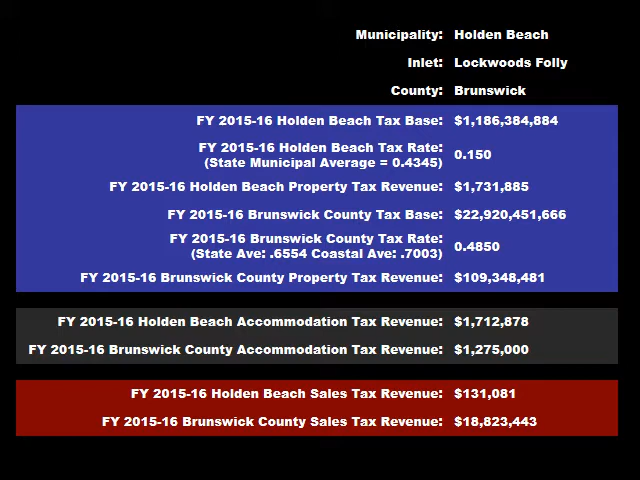 Municipality: Holden Beach
Inlet: Lockwoods Folly
County: Brunswick
FY 2015-16 Holden Beach Tax Base: $1,186,384,884
FY 2015-16 Holden Beach Tax Rate:
(State Municipal Average = 0.4345) 0.150
FY 2015-16 Holden Beach Property Tax Revenue: $1,731,885
FY 2015-16 Brunswick County Tax Base: $22,920,451,666
FY 2015-16 Brunswick County Tax Rate:
(State Ave: .6554 Coastal Ave: .7003) 0.4850
FY 2015-16 Brunswick County Property Tax Revenue: $109,348,481
FY 2015-16 Holden Beach Accommodation Tax Revenue: $1,712,878
FY 2015-16 Brunswick County Accommodation Tax Revenue: $1,275,000
FY 2015-16 Holden Beach Sales Tax Revenue: $131,081
FY 2015-16 Brunswick County Sales Tax Revenue: $18,823,443